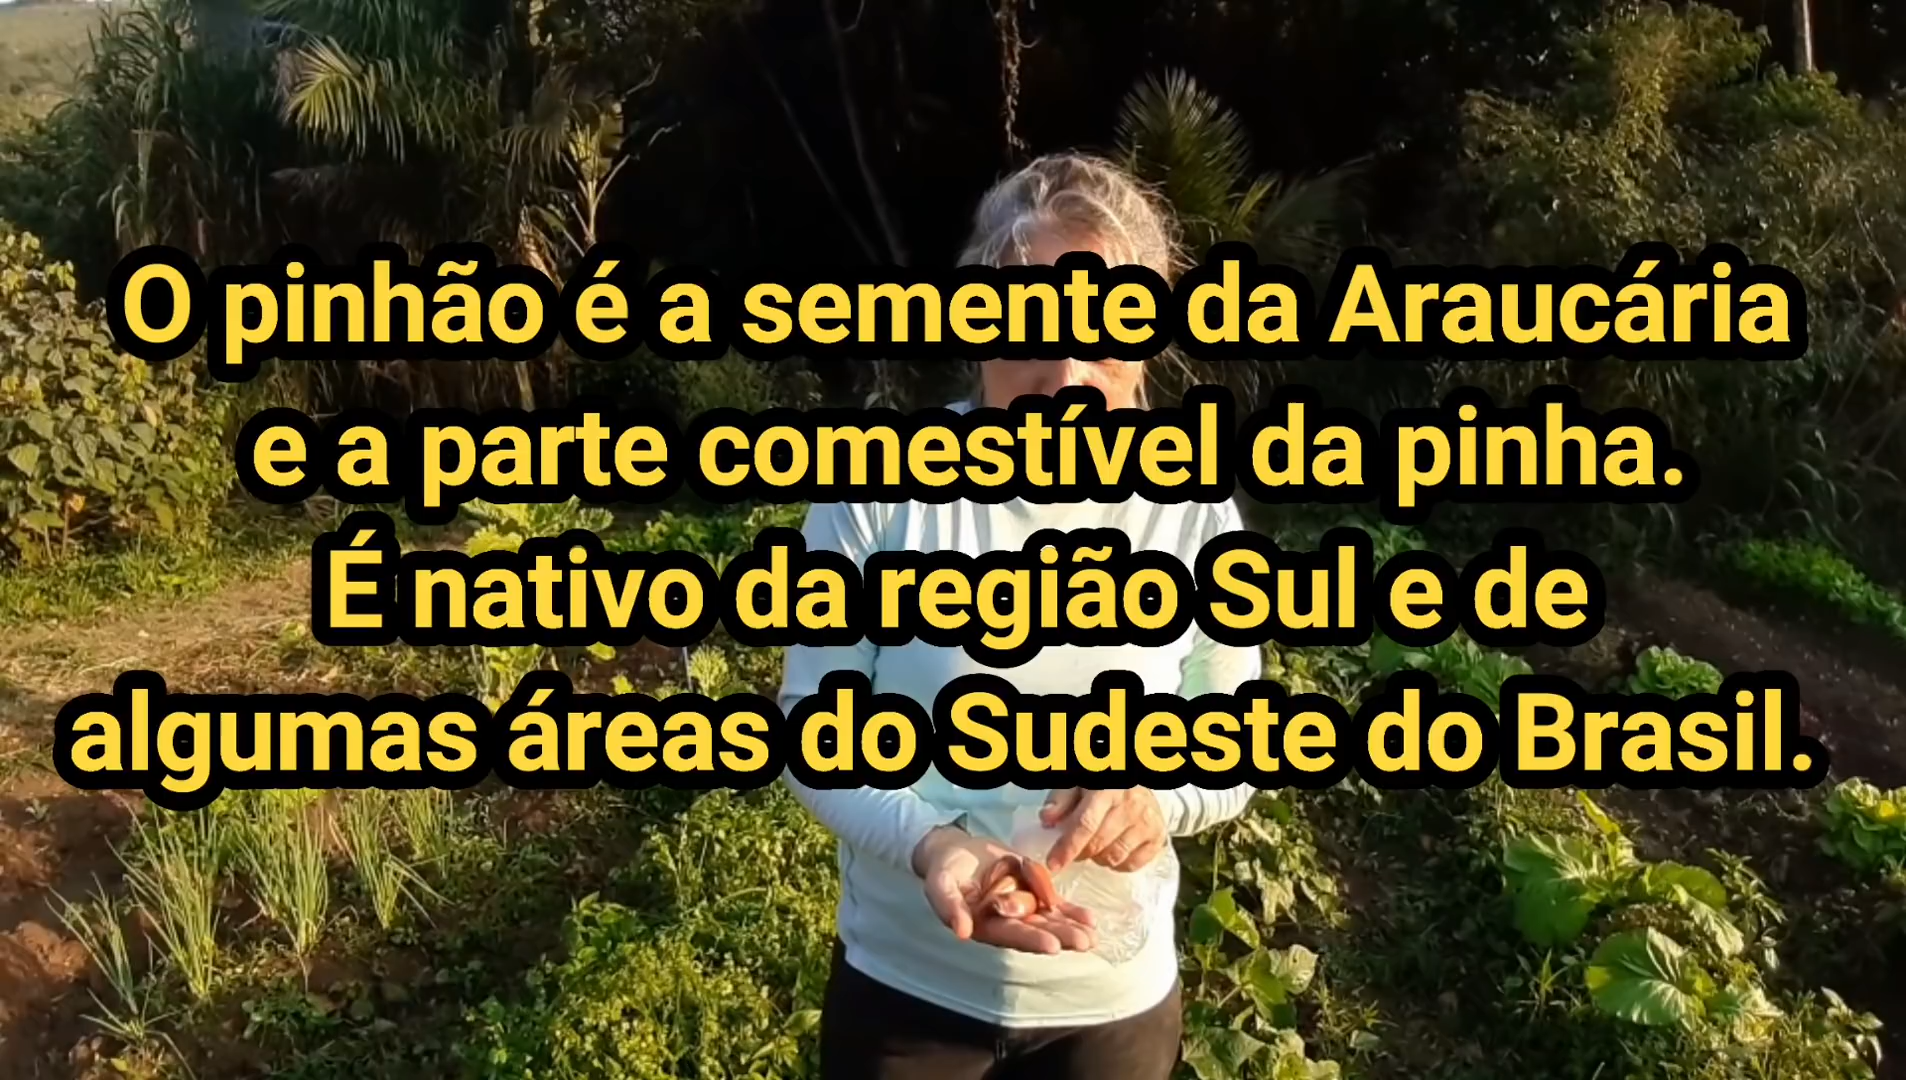 O pinhão é a semente da Araucária
e a parte comestível da pinha.
É nativo da região Sul e de
algumas áreas do Sudeste do Brasil.